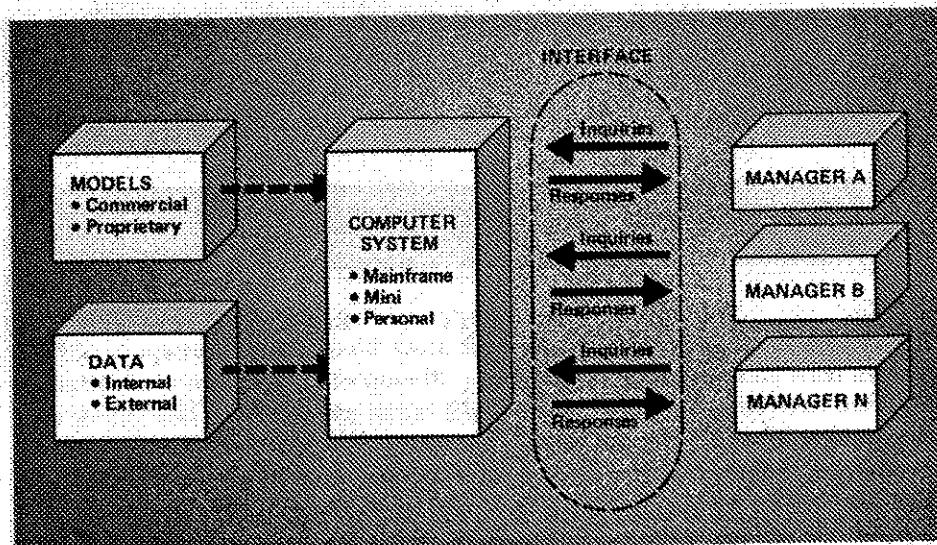 INTERFACE
MODELS
• Commercial
• Proprietary
DATA
• Internal
• External
COMPUTER
SYSTEM
• Mainframe
• Mini
• Personal
Inquiries
Responses
Inquiries
Responses
Inquiries
Responses
MANAGER A
MANAGER B
MANAGER N